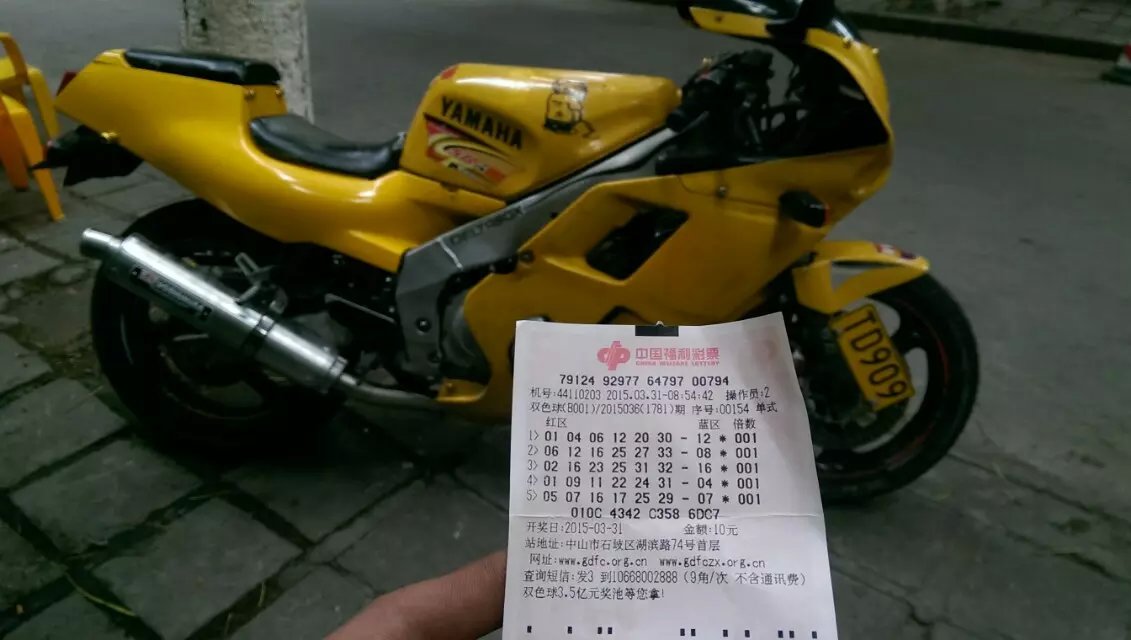 YAMAHA
TD909
中国福利彩票
CHINA WELFARE LOTTERY
79124 92977 64797 00794
机号:44110203 2015.03.31-08:54:42 操作员:2
双色球(B001)/2015036(1781)期 序号:00154 单式
红区 蓝区 倍数
1> 01 04 06 12 20 30 - 12 * 001
2> 06 12 16 25 27 33 - 08 * 001
3> 02 16 23 25 31 32 - 16 * 001
4> 01 09 11 22 24 31 - 04 * 001
5> 05 07 16 17 25 29 - 07 * 001
010C 4342 C358 6DC7
开奖日:2015-03-31 金额:10元
站地址:中山市石岐区湖滨路74号首层
网址:www.gdfc.org.cn www.gdfczx.org.cn
查询短信:发3 到10668002888 (9角/次 不含通讯费)
双色球3.5亿元奖池等您拿!